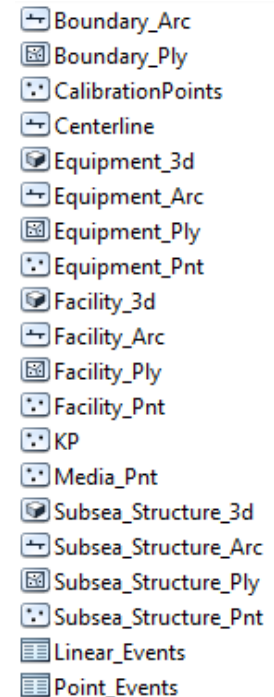 Boundary_Arc
Boundary_Ply
CalibrationPoints
Centerline
Equipment_3d
Equipment_Arc
Equipment_Ply
Equipment_Pnt
Facility_3d
Facility_Arc
Facility_Ply
Facility_Pnt
KP
Media_Pnt
Subsea_Structure_3d
Subsea_Structure_Arc
Subsea_Structure_Ply
Subsea_Structure_Pnt
Linear_Events
Point_Events